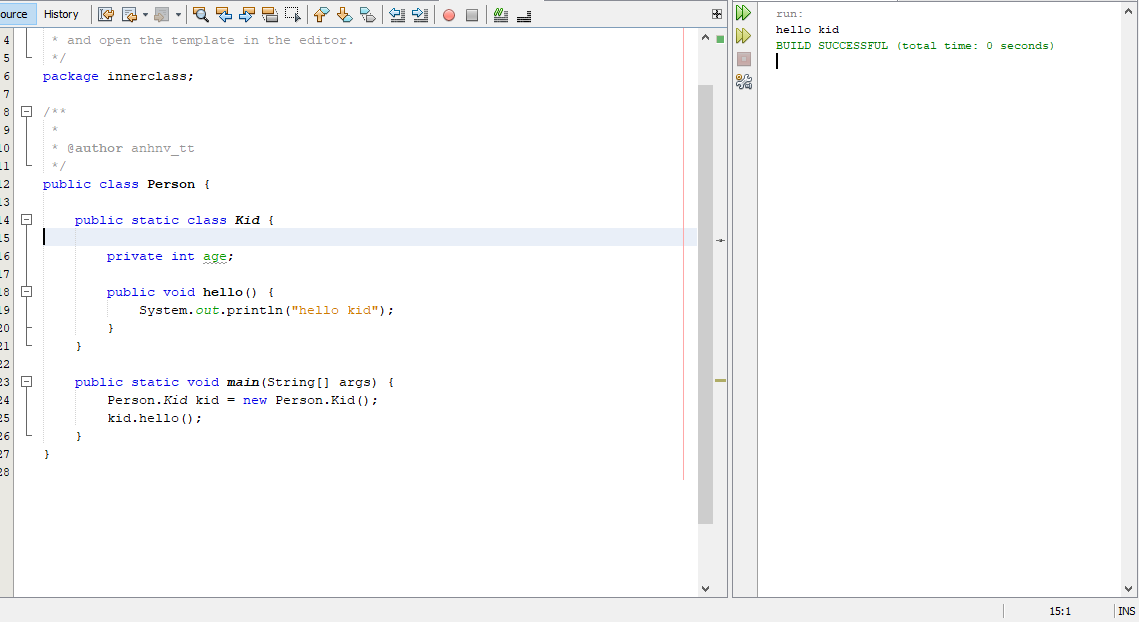 ource History
4 * and open the template in the editor.
5 */
6 package innerclass;
7
8 /**
9 *
10 * @author anhnv_tt
11 */
12 public class Person {
13
14 public static class Kid {
15
16 private int age;
17
18 public void hello() {
19 System.out.println("hello kid");
20 }
21 }
22
23 public static void main(String[] args) {
24 Person.Kid kid = new Person.Kid();
25 kid.hello();
26 }
27 }
28
run:
hello kid
BUILD SUCCESSFUL (total time: 0 seconds)
15:1 INS